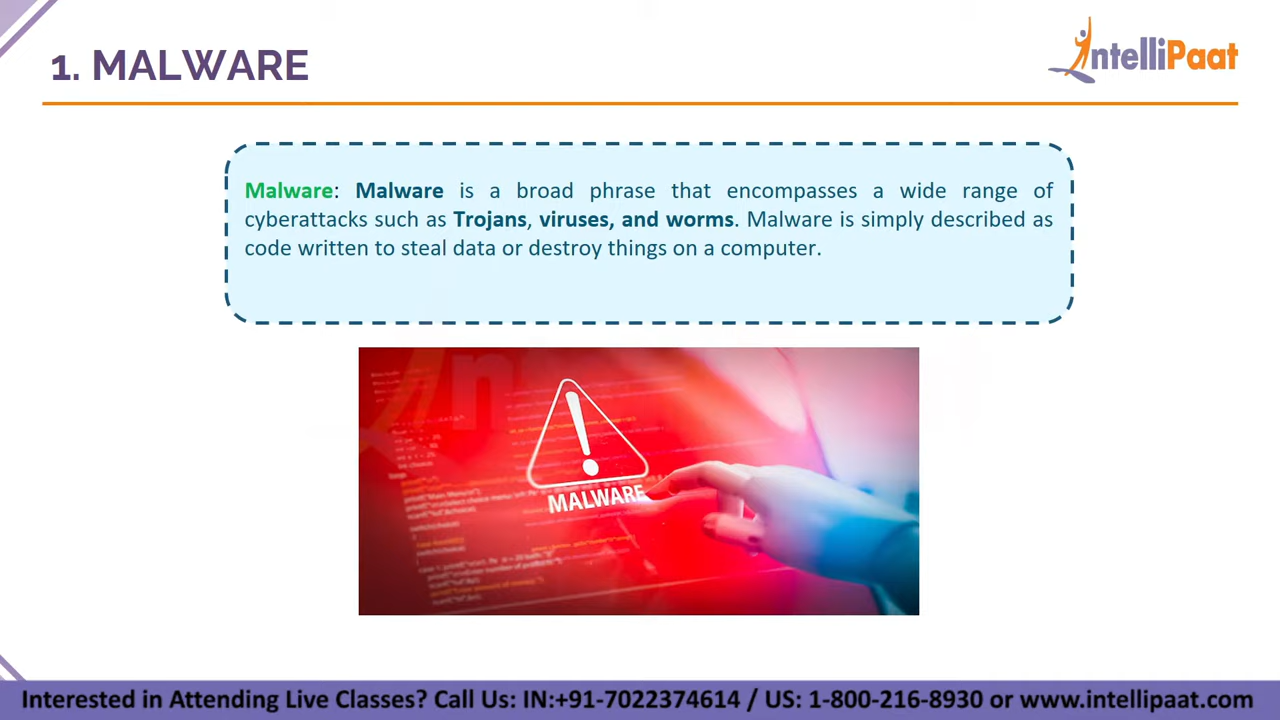 1. MALWARE
IntelliPaat
Malware: Malware is a broad phrase that encompasses a wide range of
cyberattacks such as Trojans, viruses, and worms. Malware is simply described as
code written to steal data or destroy things on a computer.
MALWARE
Interested in Attending Live Classes? Call Us: IN:+91-7022374614 / US: 1-800-216-8930 or www.intellipaat.com